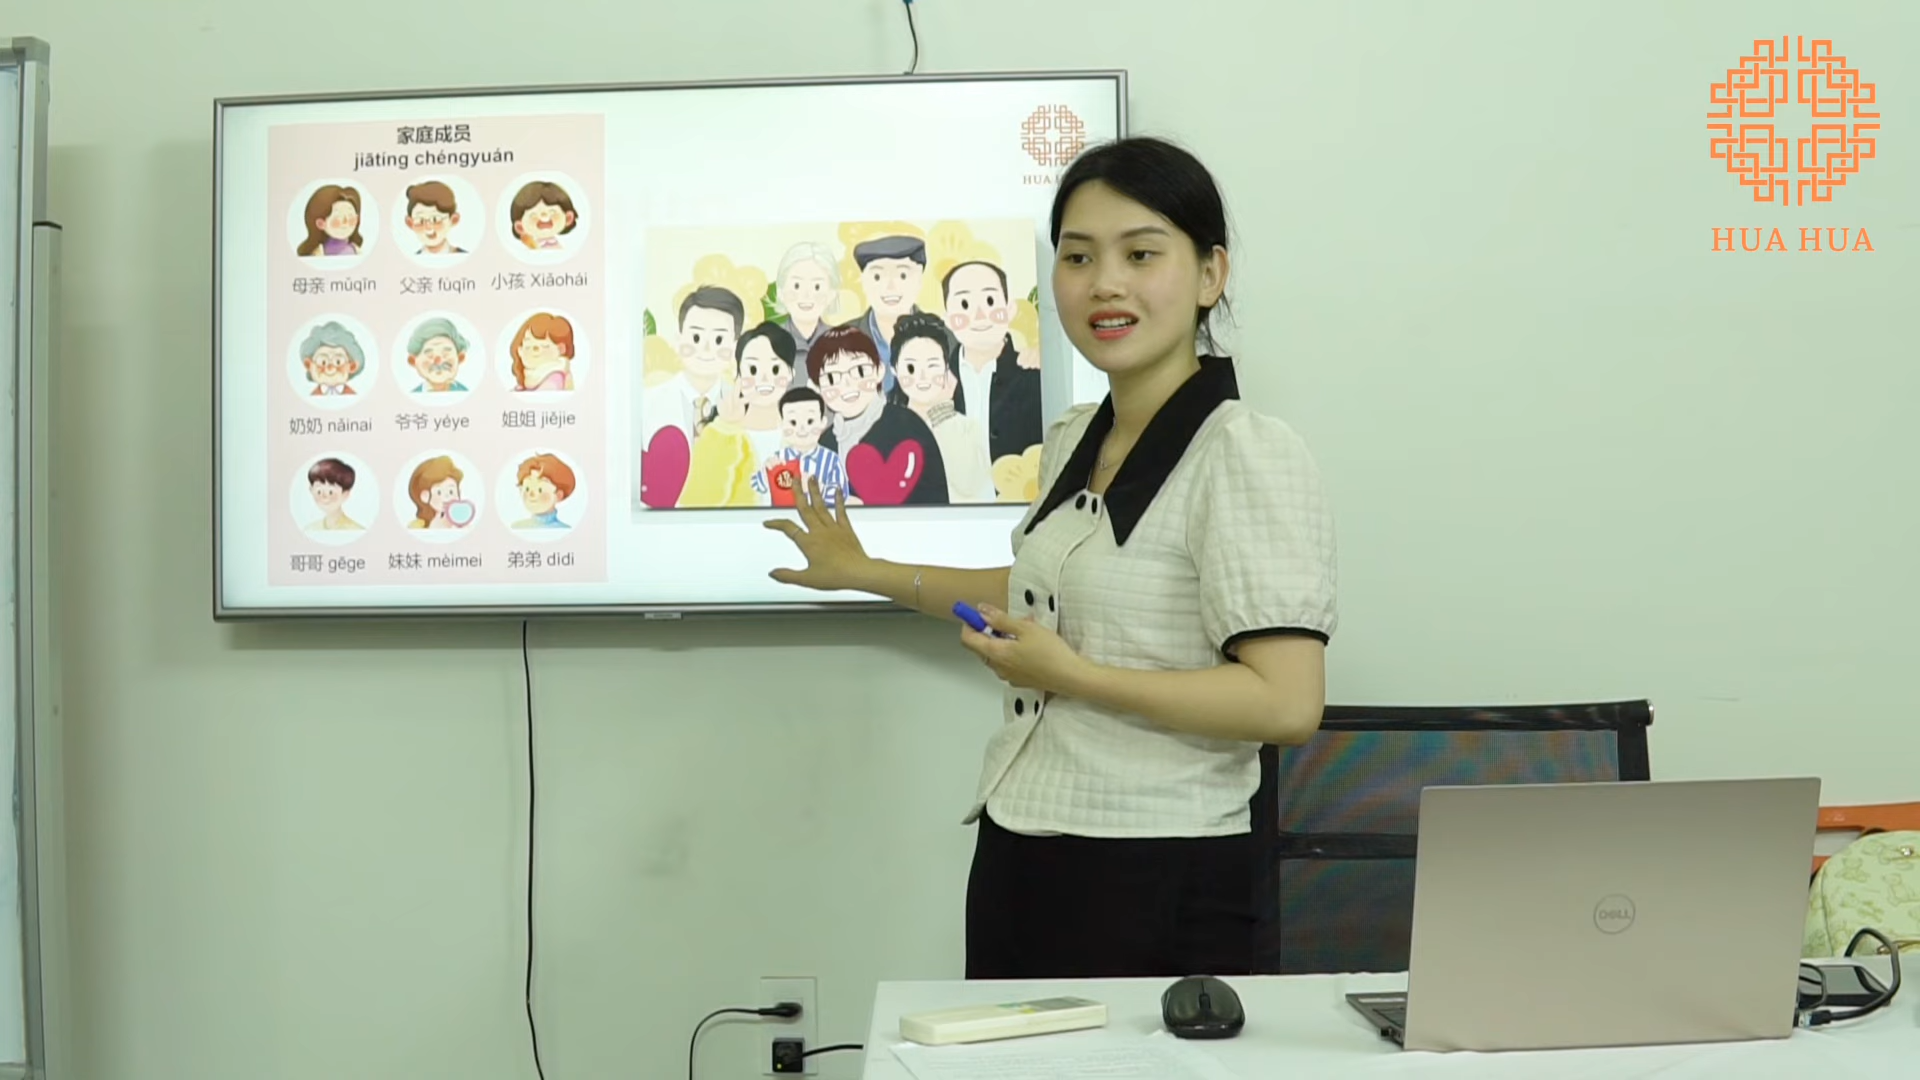 家庭成员
jiātíng chéngyuán
母亲 mǔqīn
父亲 fùqīn
小孩 Xiǎohái
奶奶 nǎinai
爷爷 yéye
姐姐 jiějie
哥哥 gēge
妹妹 mèimei
弟弟 dìdi
福
HUA HUA
DELL